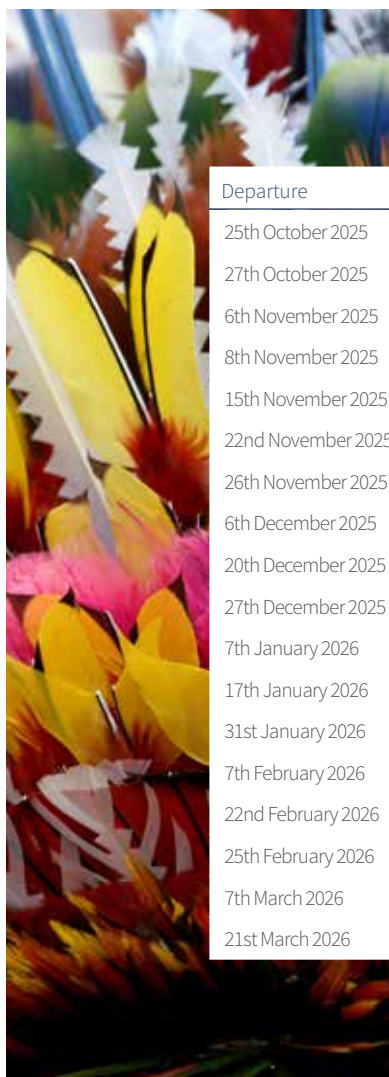 Departure
25th October 2025
27th October 2025
6th November 2025
8th November 2025
15th November 2025
22nd November 2025
26th November 2025
6th December 2025
20th December 2025
27th December 2025
7th January 2026
17th January 2026
31st January 2026
7th February 2026
22nd February 2026
25th February 2026
7th March 2026
21st March 2026